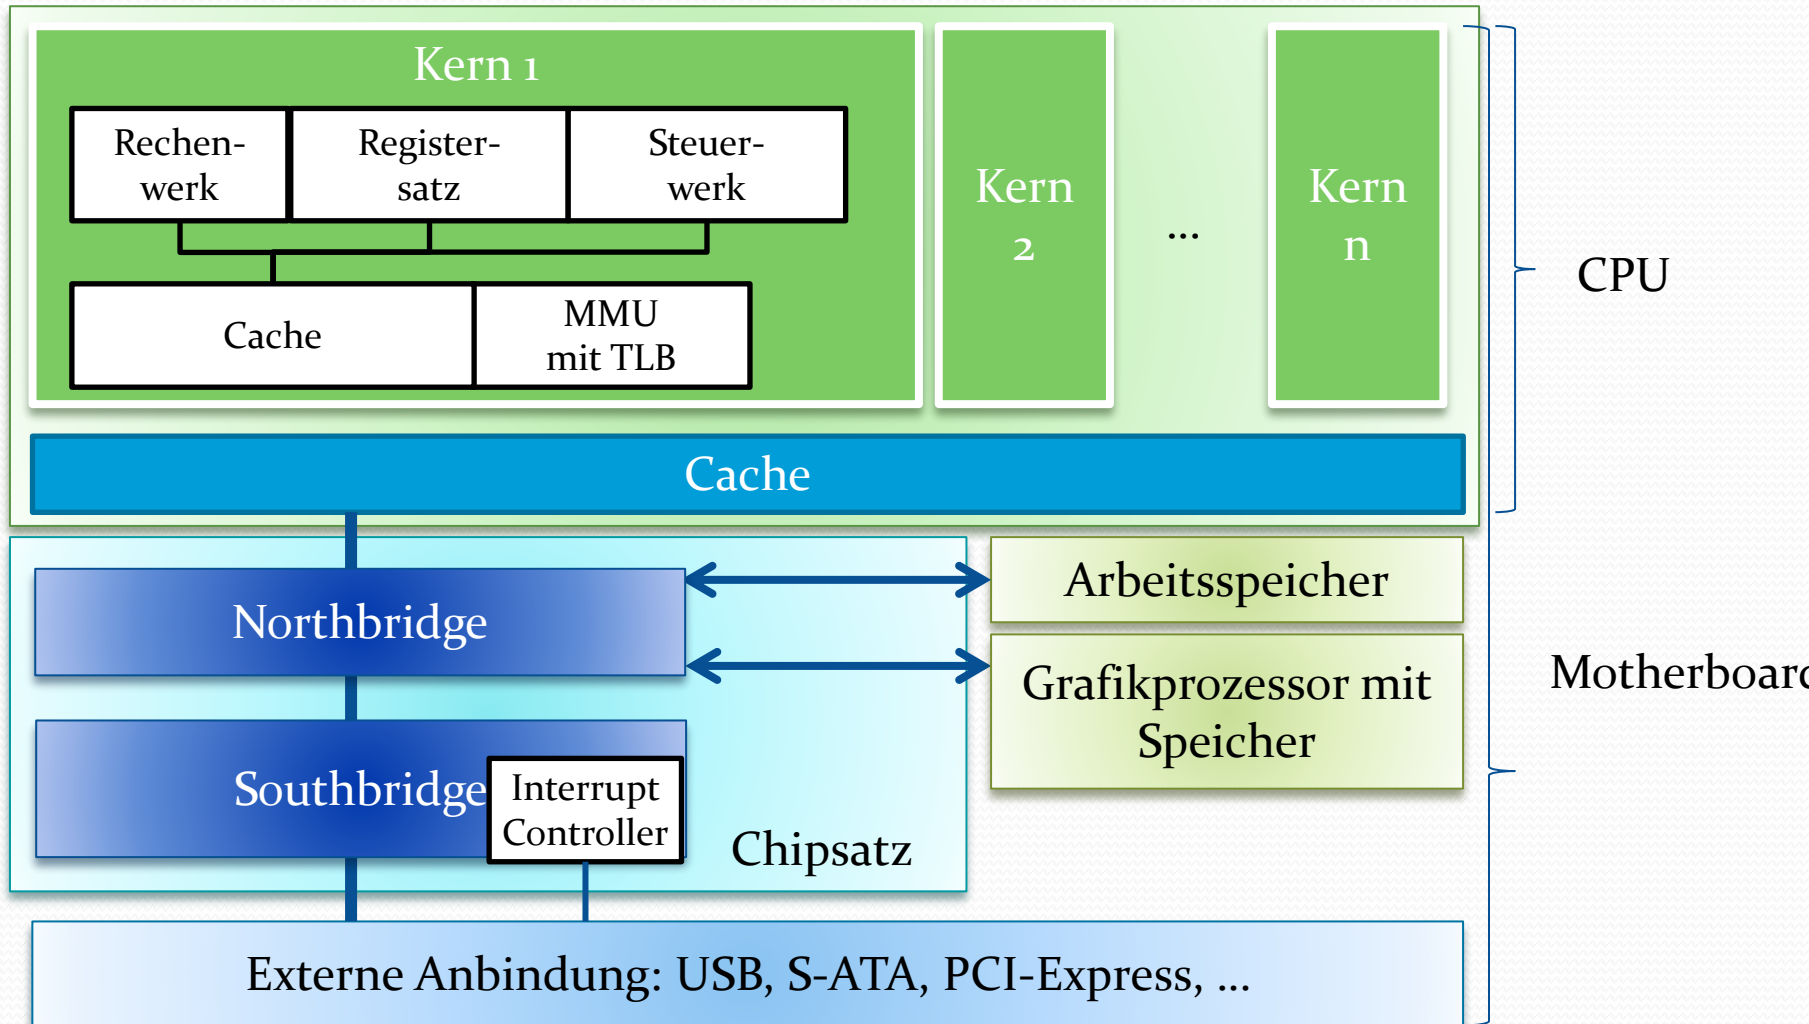 Kern 1
Rechen-
werk
Register-
satz
Steuer-
werk
Cache
MMU
mit TLB
Kern
2
...
Kern
n
CPU
Cache
Northbridge
Arbeitsspeicher
Grafikprozessor mit
Speicher
Motherboard
Southbridge
Interrupt
Controller
Chipsatz
Externe Anbindung: USB, S-ATA, PCI-Express, ...